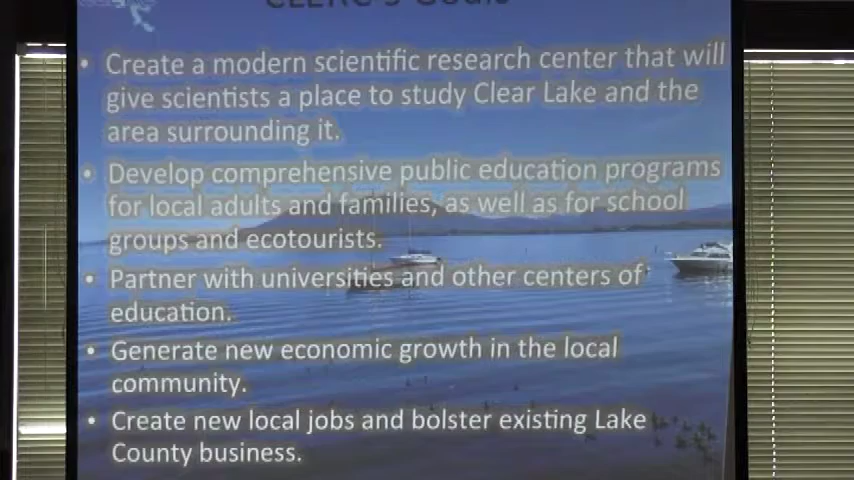 CLERC's Goals
• Create a modern scientific research center that will
give scientists a place to study Clear Lake and the
area surrounding it.
• Develop comprehensive public education programs
for local adults and families, as well as for school
groups and ecotourists.
• Partner with universities and other centers of
education.
• Generate new economic growth in the local
community.
• Create new local jobs and bolster existing Lake
County business.